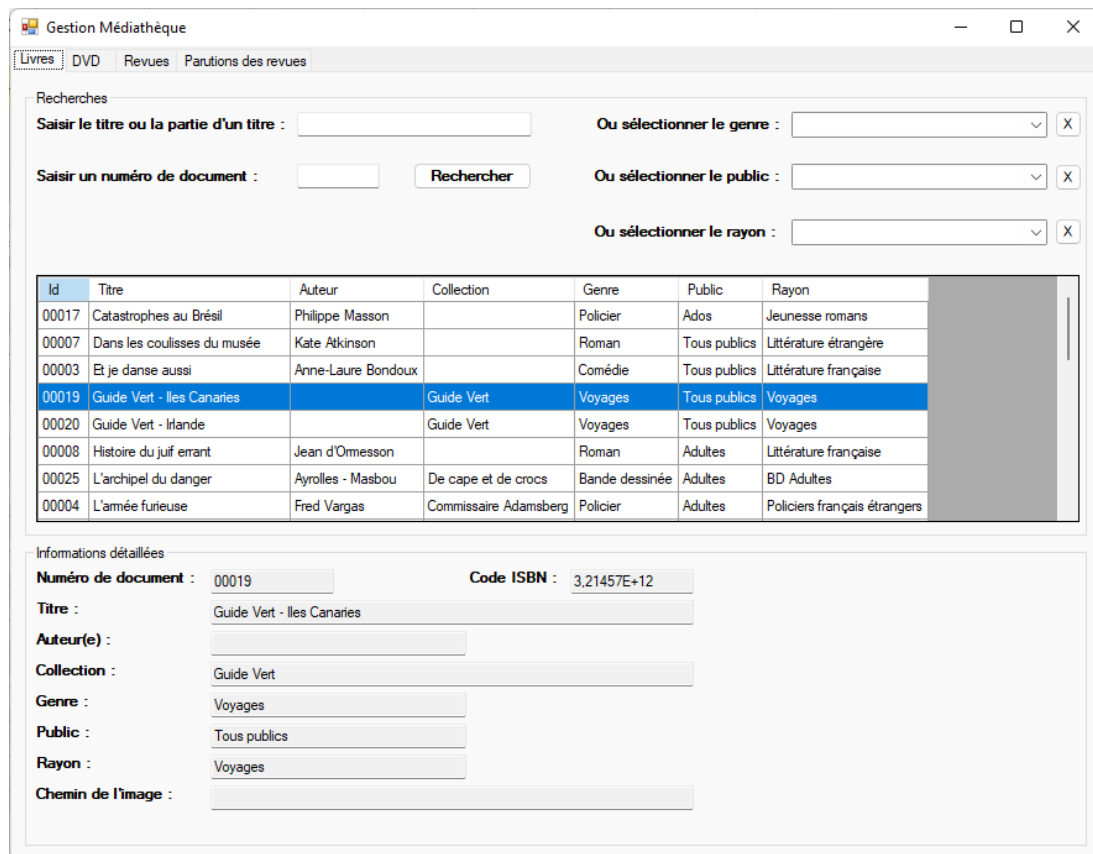 Gestion Médiathèque
Livres DVD Revues Parutions des revues
Recherches
Saisir le titre ou la partie d'un titre : Ou sélectionner le genre : X
Saisir un numéro de document : Rechercher Ou sélectionner le public : X
Ou sélectionner le rayon : X
Id Titre Auteur Collection Genre Public Rayon
00017 Catastrophes au Brésil Philippe Masson Policier Ados Jeunesse romans
00007 Dans les coulisses du musée Kate Atkinson Roman Tous publics Littérature étrangère
00003 Et je danse aussi Anne-Laure Bondoux Comédie Tous publics Littérature française
00019 Guide Vert - Iles Canaries Guide Vert Voyages Tous publics Voyages
00020 Guide Vert - Irlande Guide Vert Voyages Tous publics Voyages
00008 Histoire du juif errant Jean d'Ormesson Roman Adultes Littérature française
00025 L'archipel du danger Ayrolles - Masbou De cape et de crocs Bande dessinée Adultes BD Adultes
00004 L'armée furieuse Fred Vargas Commissaire Adamsberg Policier Adultes Policiers français étrangers
Informations détaillées
Numéro de document : 00019 Code ISBN : 3,21457E+12
Titre : Guide Vert - Iles Canaries
Auteur(e) :
Collection : Guide Vert
Genre : Voyages
Public : Tous publics
Rayon : Voyages
Chemin de l'image :